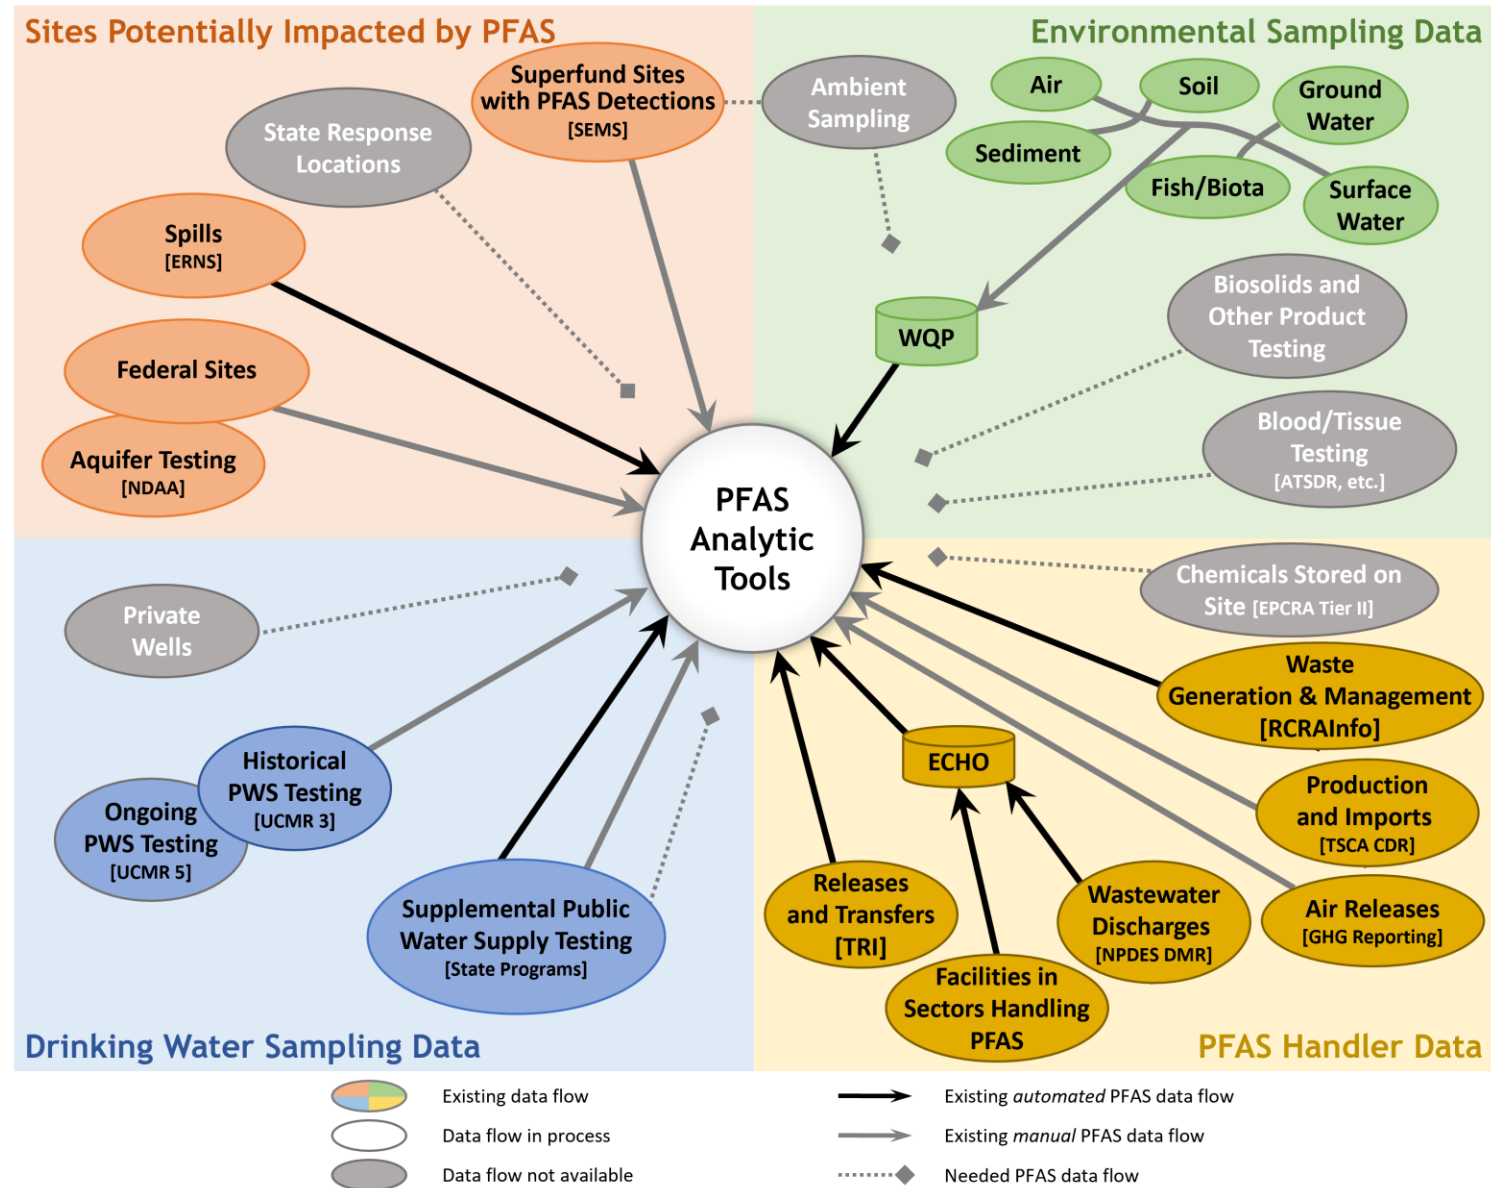 Sites Potentially Impacted by PFAS
Superfund Sites
with PFAS Detections
[SEMS]
State Response
Locations
Spills
[ERNS]
Federal Sites
Aquifer Testing
[NDAA]
Environmental Sampling Data
Ambient
Sampling
Air
Soil
Ground
Water
Sediment
Fish/Biota
Surface
Water
WQP
Biosolids and
Other Product
Testing
Blood/Tissue
Testing
[ATSDR, etc.]
PFAS
Analytic
Tools
Private
Wells
Historical
PWS Testing
[UCMR 3]
Ongoing
PWS Testing
[UCMR 5]
Supplemental Public
Water Supply Testing
[State Programs]
Drinking Water Sampling Data
Chemicals Stored on
Site [EPCRA Tier II]
Waste
Generation & Management
[RCRAInfo]
ECHO
Production
and Imports
[TSCA CDR]
Releases
and Transfers
[TRI]
Wastewater
Discharges
[NPDES DMR]
Air Releases
[GHG Reporting]
Facilities in
Sectors Handling
PFAS
PFAS Handler Data
Existing data flow
Data flow in process
Data flow not available
Existing automated PFAS data flow
Existing manual PFAS data flow
Needed PFAS data flow